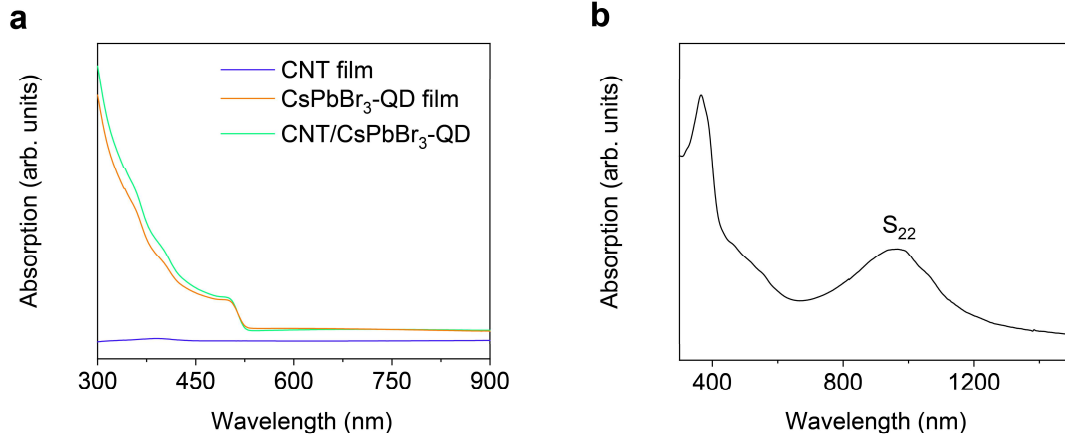 a
Absorption (arb. units)
CNT film
CsPbBr₃-QD film
CNT/CsPbBr₃-QD
300 450 600 750 900
Wavelength (nm)
b
Absorption (arb. units)
S₂₂
400 800 1200
Wavelength (nm)